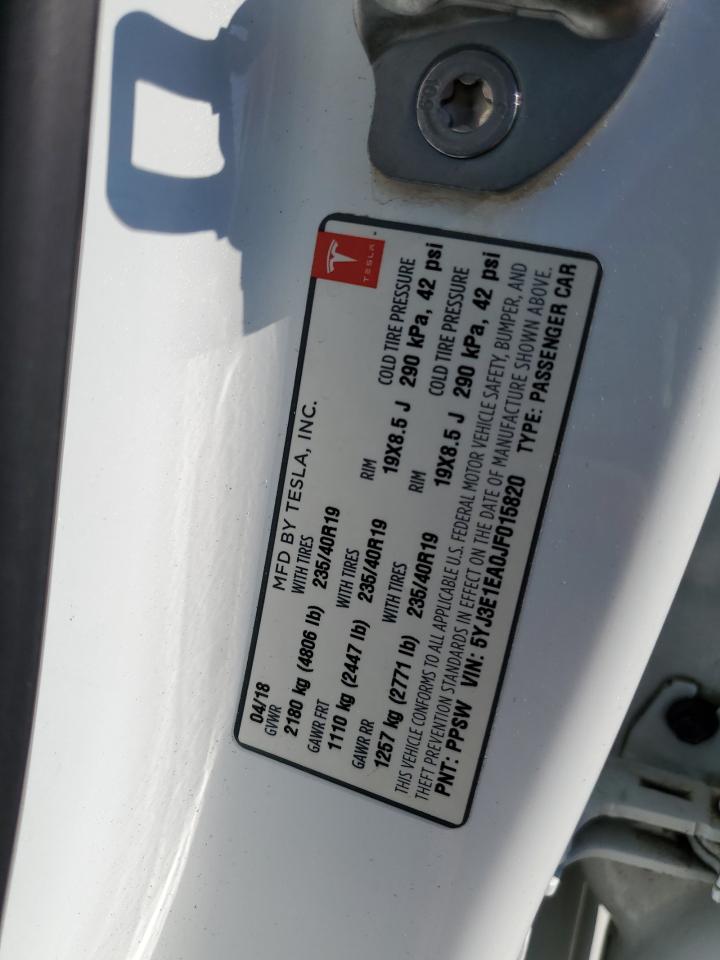 TESLA
MFD BY TESLA, INC.
04/18
GVWR WITH TIRES RIM COLD TIRE PRESSURE
2180 kg (4806 lb) 235/40R19
GAWR FRT WITH TIRES RIM COLD TIRE PRESSURE
1110 kg (2447 lb) 235/40R19 19X8.5 J 290 kPa, 42 psi
GAWR RR WITH TIRES
1257 kg (2771 lb) 235/40R19 19X8.5 J 290 kPa, 42 psi
THIS VEHICLE CONFORMS TO ALL APPLICABLE U.S. FEDERAL MOTOR VEHICLE SAFETY, BUMPER, AND
THEFT PREVENTION STANDARDS IN EFFECT ON THE DATE OF MANUFACTURE SHOWN ABOVE.
PNT: PPSW VIN: 5YJ3E1EA0JF015820 TYPE: PASSENGER CAR